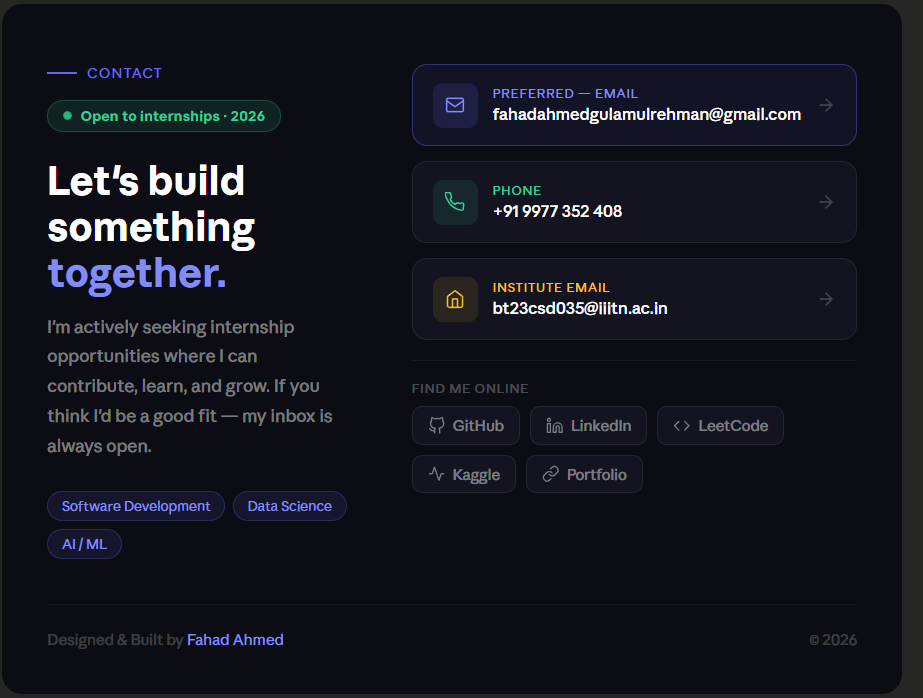 CONTACT
Open to internships · 2026
Let's build
something
together.
I'm actively seeking internship
opportunities where I can
contribute, learn, and grow. If you
think I'd be a good fit — my inbox is
always open.
Software Development
Data Science
AI / ML
PREFERRED — EMAIL
fahadahmedgulamulrehman@gmail.com
PHONE
+91 9977 352 408
INSTITUTE EMAIL
bt23csd035@iiitn.ac.in
FIND ME ONLINE
GitHub
LinkedIn
LeetCode
Kaggle
Portfolio
Designed & Built by Fahad Ahmed
© 2026